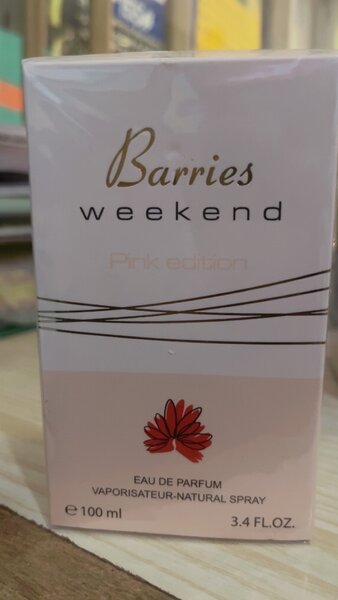 Barries
weekend
Pink edition
EAU DE PARFUM
VAPORISATEUR-NATURAL SPRAY
℮ 100 ml
3.4 FL.OZ.